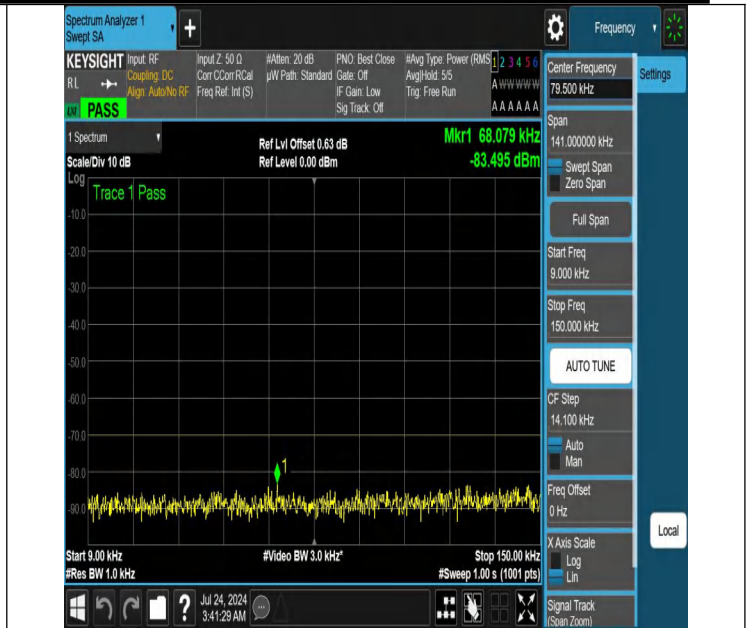 Spectrum Analyzer 1
Swept SA
+
Frequency
KEYSIGHT
RL
PASS
Input: RF
Coupling: DC
Align: Auto/No RF
Input Z: 50 Ω
Corr CCorr RCal
Freq Ref: Int (S)
#Atten: 20 dB
µW Path: Standard
PNO: Best Close
Gate: Off
IF Gain: Low
Sig Track: Off
#Avg Type: Power (RMS
Avg|Hold: 5/5
Trig: Free Run
1 2 3 4 5 6
A W W W W W
A A A A A A
1 Spectrum
Scale/Div 10 dB
Ref Lvl Offset 0.63 dB
Ref Level 0.00 dBm
Mkr1 68.079 kHz
-83.495 dBm
Log
Trace 1 Pass
-10.0
-20.0
-30.0
-40.0
-50.0
-60.0
-70.0
-80.0
-90.0
1
Start 9.00 kHz
#Res BW 1.0 kHz
#Video BW 3.0 kHz*
Stop 150.00 kHz
#Sweep 1.00 s (1001 pts)
?
Jul 24, 2024
3:41:29 AM
Center Frequency
79.500 kHz
Settings
Span
141.000000 kHz
Swept Span
Zero Span
Full Span
Start Freq
9.000 kHz
Stop Freq
150.000 kHz
AUTO TUNE
CF Step
14.100 kHz
Auto
Man
Freq Offset
0 Hz
Local
X Axis Scale
Log
Lin
Signal Track
(Span Zoom)